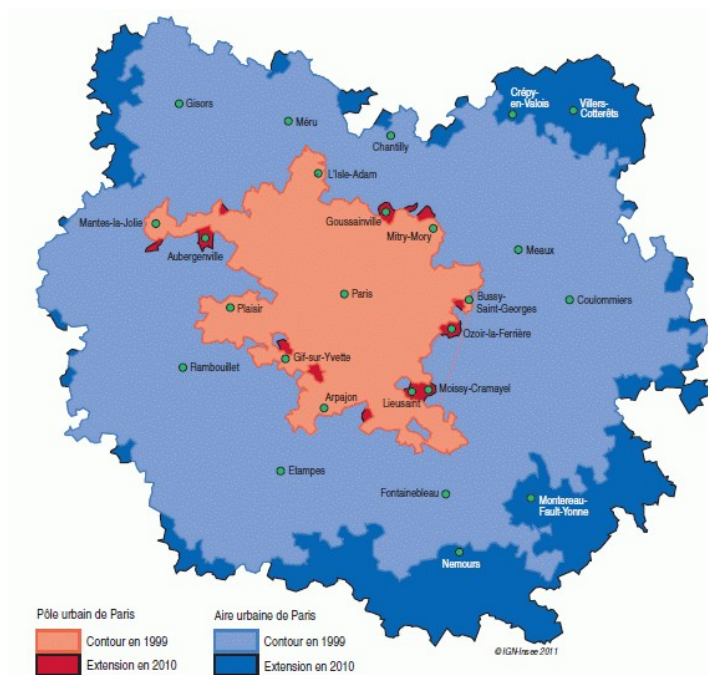 Gisors
Méru
Crépy-
en-Valois
Villers-
Cotterêts
Chantilly
L'Isle-Adam
Mantes-la-Jolie
Goussainville
Mitry-Mory
Aubergenville
Meaux
Paris
Plaisir
Bussy-
Saint-Georges
Coulommiers
Ozoir-la-Ferrière
Gif-sur-Yvette
Rambouillet
Moissy-Cramayel
Lieusaint
Arpajon
Etampes
Fontainebleau
Montereau-
Fault-Yonne
Nemours
Pôle urbain de Paris
Contour en 1999
Extension en 2010
Aire urbaine de Paris
Contour en 1999
Extension en 2010
© IGN-Insee 2011